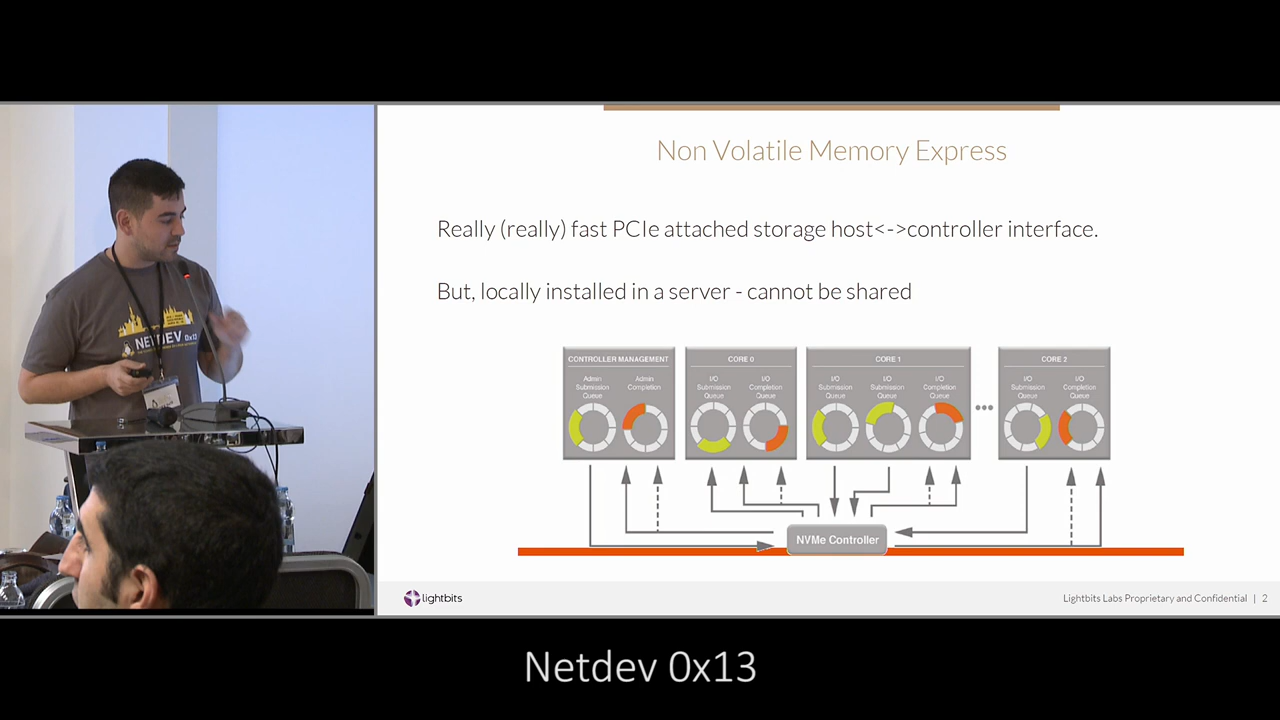 Non Volatile Memory Express
Really (really) fast PCIe attached storage host<->controller interface.
But, locally installed in a server - cannot be shared
CONTROLLER MANAGEMENT
Admin
Submission
Queue
Admin
Completion
CORE 0
I/O
Submission
Queue
I/O
Completion
Queue
CORE 1
I/O
Submission
Queue
I/O
Submission
Queue
I/O
Completion
Queue
CORE 2
I/O
Submission
Queue
I/O
Completion
Queue
NVMe Controller
lightbits
Lightbits Labs Proprietary and Confidential | 2
NETDEV 0x13
Netdev 0x13